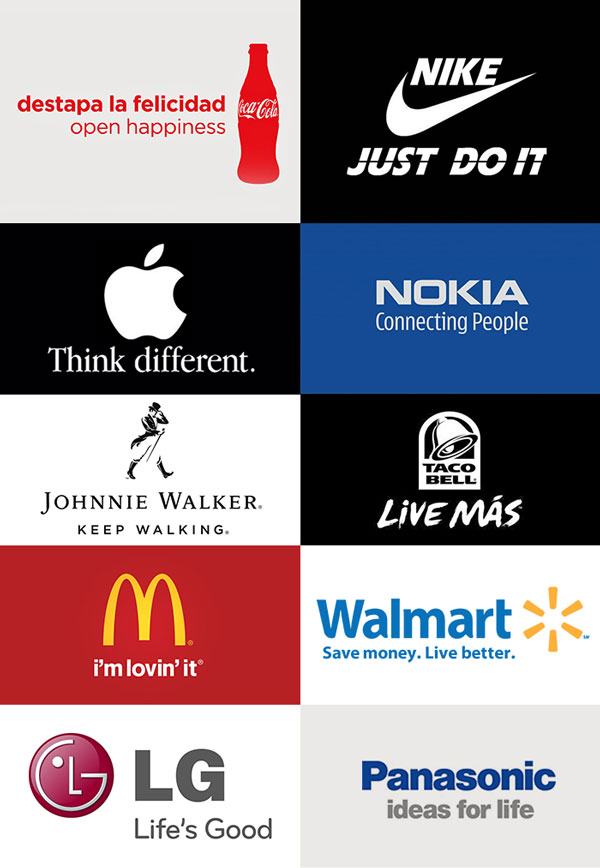 destapa la felicidad
open happiness
Coca-Cola
NIKE
JUST DO IT
Think different.
NOKIA
Connecting People
JOHNNIE WALKER®
KEEP WALKING®
TACO
BELL
LIVE MÁS
M
®
i'm lovin' it®
Walmart
SM
Save money. Live better.
LG
LG
Life's Good
Panasonic
ideas for life